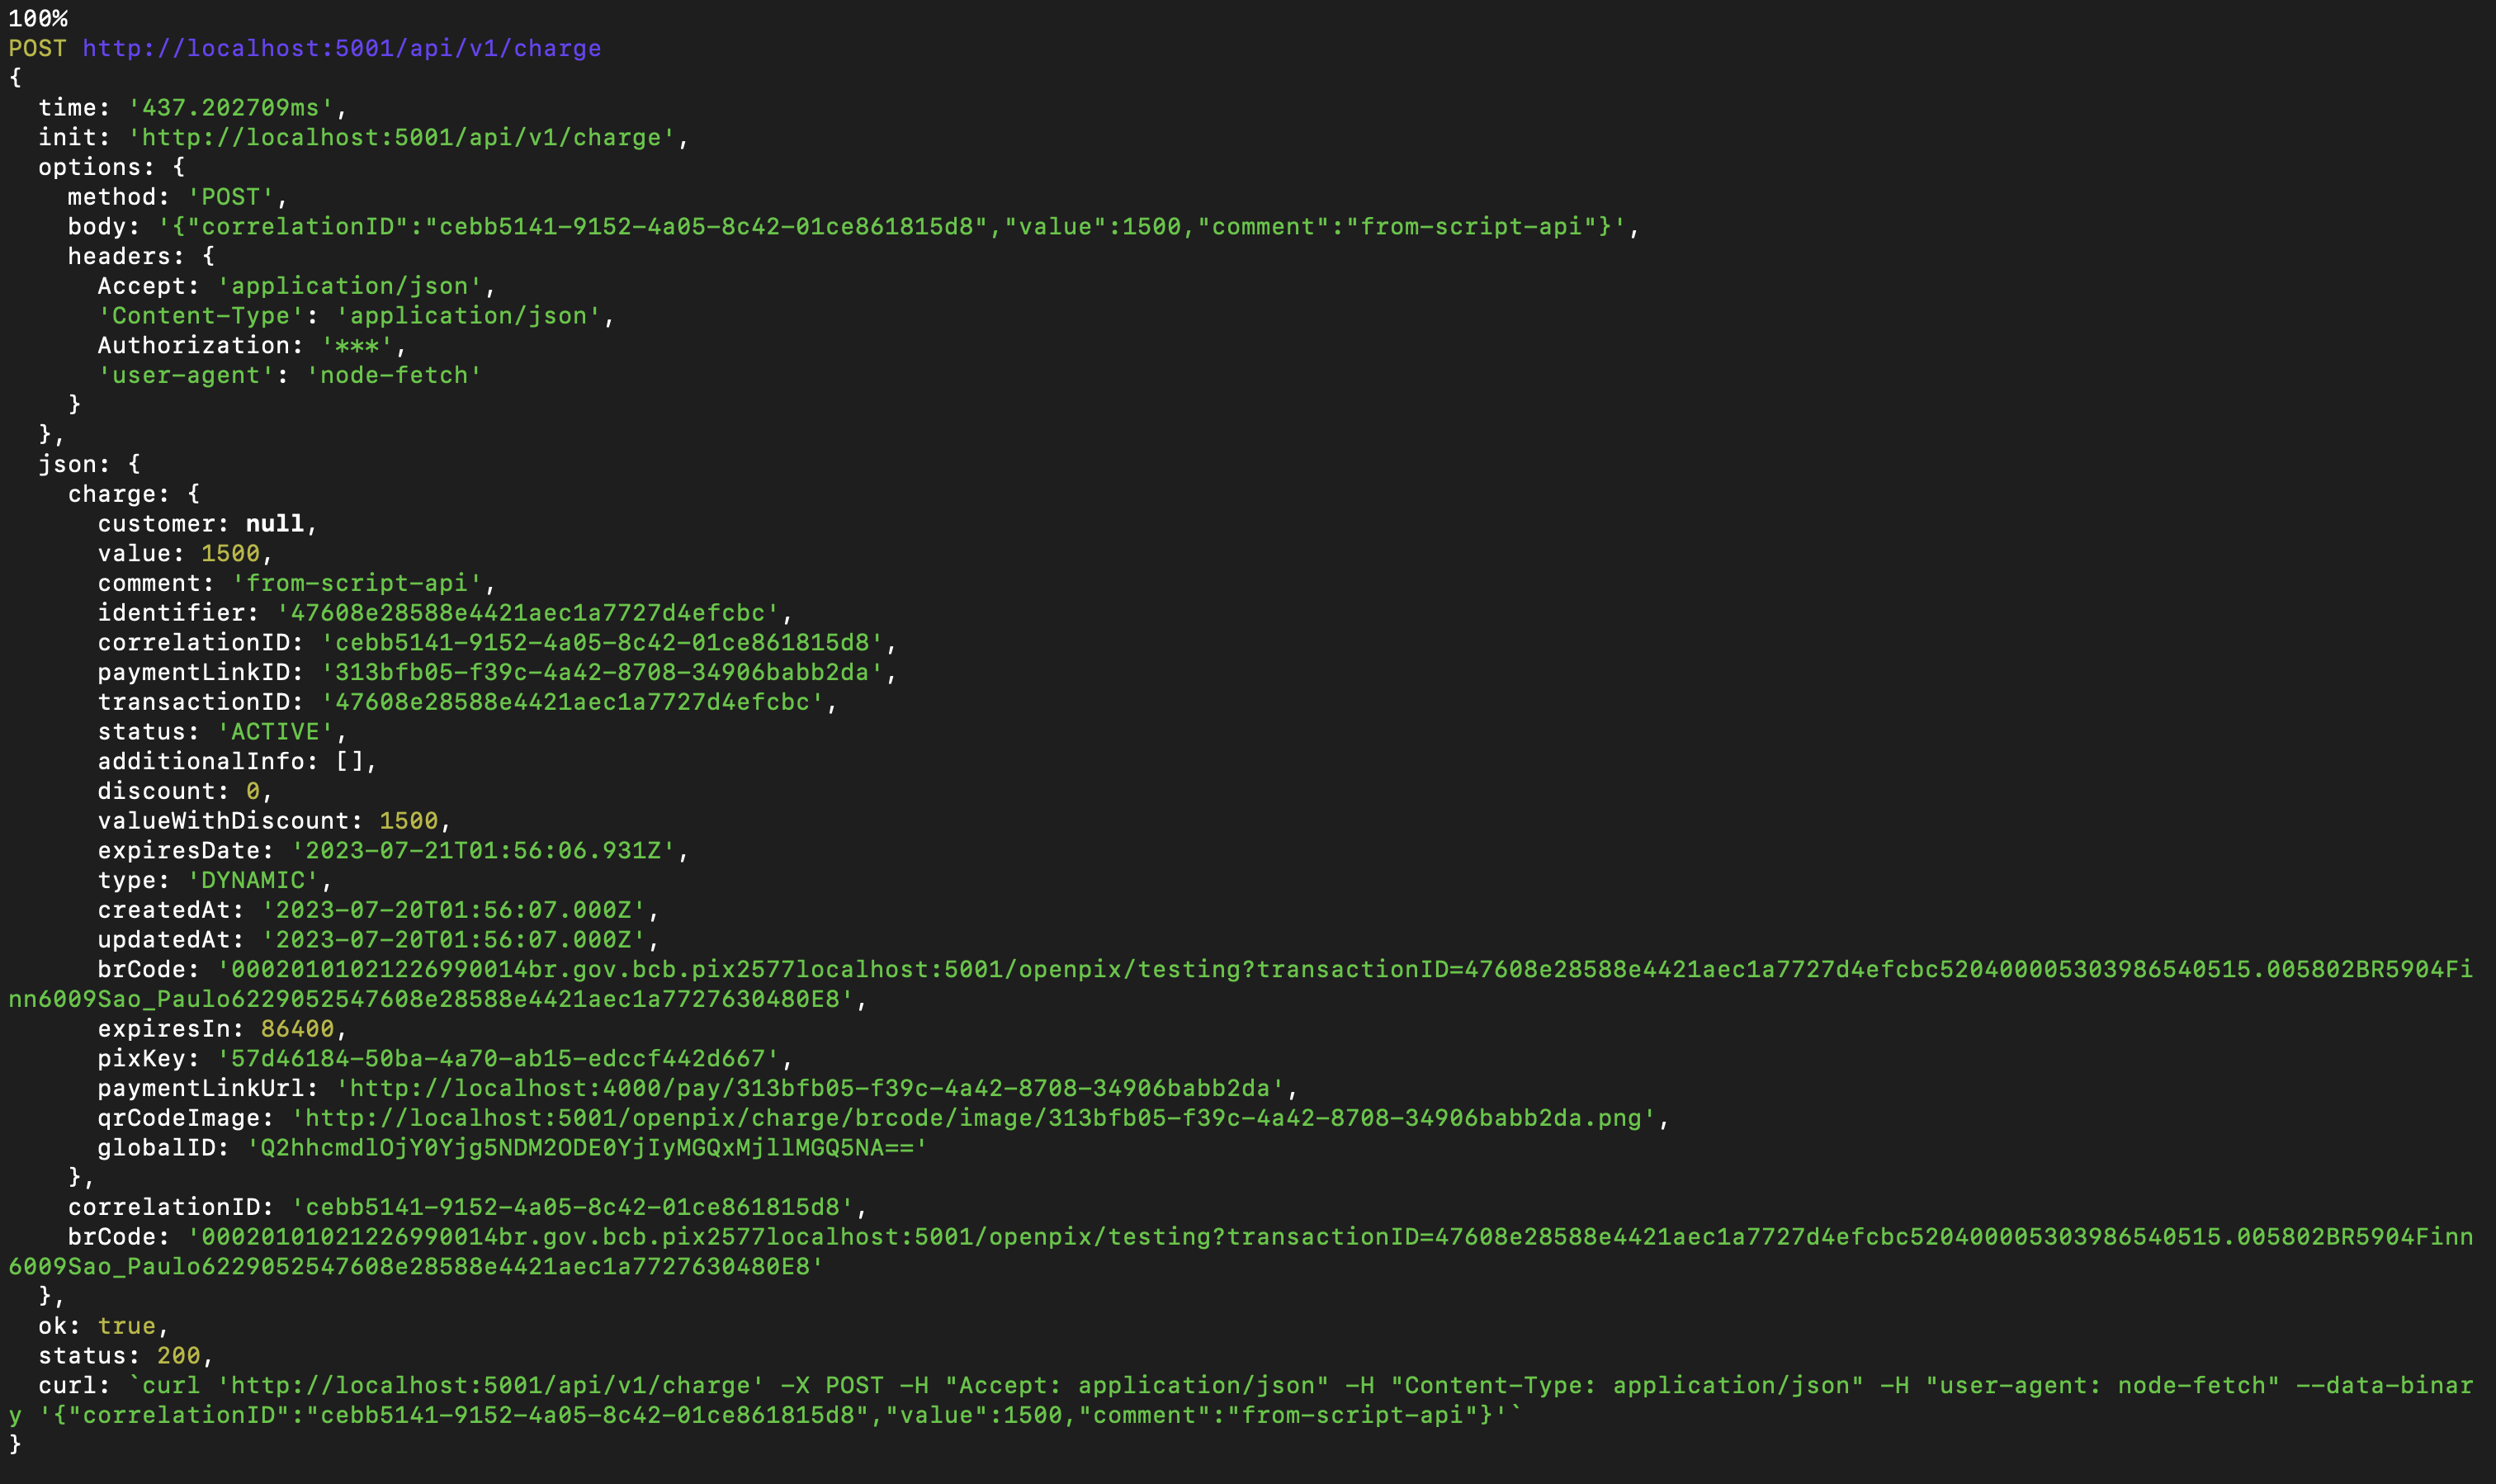 100%
POST http://localhost:5001/api/v1/charge
{
  time: '437.202709ms',
  init: 'http://localhost:5001/api/v1/charge',
  options: {
    method: 'POST',
    body: '{"correlationID":"cebb5141-9152-4a05-8c42-01ce861815d8","value":1500,"comment":"from-script-api"}',
    headers: {
      Accept: 'application/json',
      'Content-Type': 'application/json',
      Authorization: '***',
      'user-agent': 'node-fetch'
    }
  },
  json: {
    charge: {
      customer: null,
      value: 1500,
      comment: 'from-script-api',
      identifier: '47608e28588e4421aec1a7727d4efcbc',
      correlationID: 'cebb5141-9152-4a05-8c42-01ce861815d8',
      paymentLinkID: '313bfb05-f39c-4a42-8708-34906babb2da',
      transactionID: '47608e28588e4421aec1a7727d4efcbc',
      status: 'ACTIVE',
      additionalInfo: [],
      discount: 0,
      valueWithDiscount: 1500,
      expiresDate: '2023-07-21T01:56:06.931Z',
      type: 'DYNAMIC',
      createdAt: '2023-07-20T01:56:07.000Z',
      updatedAt: '2023-07-20T01:56:07.000Z',
      brCode: '00020101021226990014br.gov.bcb.pix2577localhost:5001/openpix/testing?transactionID=47608e28588e4421aec1a7727d4efcbc520400005303986540515.005802BR5904Fi
nn6009Sao_Paulo6229052547608e28588e4421aec1a7727630480E8',
      expiresIn: 86400,
      pixKey: '57d46184-50ba-4a70-ab15-edccf442d667',
      paymentLinkUrl: 'http://localhost:4000/pay/313bfb05-f39c-4a42-8708-34906babb2da',
      qrCodeImage: 'http://localhost:5001/openpix/charge/brcode/image/313bfb05-f39c-4a42-8708-34906babb2da.png',
      globalID: 'Q2hhcmdlOjY0Yjg5NDM2ODE0YjIyMGQxMjllMGQ5NA=='
    },
    correlationID: 'cebb5141-9152-4a05-8c42-01ce861815d8',
    brCode: '00020101021226990014br.gov.bcb.pix2577localhost:5001/openpix/testing?transactionID=47608e28588e4421aec1a7727d4efcbc520400005303986540515.005802BR5904Finn
6009Sao_Paulo6229052547608e28588e4421aec1a7727630480E8'
  },
  ok: true,
  status: 200,
  curl: `curl 'http://localhost:5001/api/v1/charge' -X POST -H "Accept: application/json" -H "Content-Type: application/json" -H "user-agent: node-fetch" --data-binar
y '{"correlationID":"cebb5141-9152-4a05-8c42-01ce861815d8","value":1500,"comment":"from-script-api"}'`
}